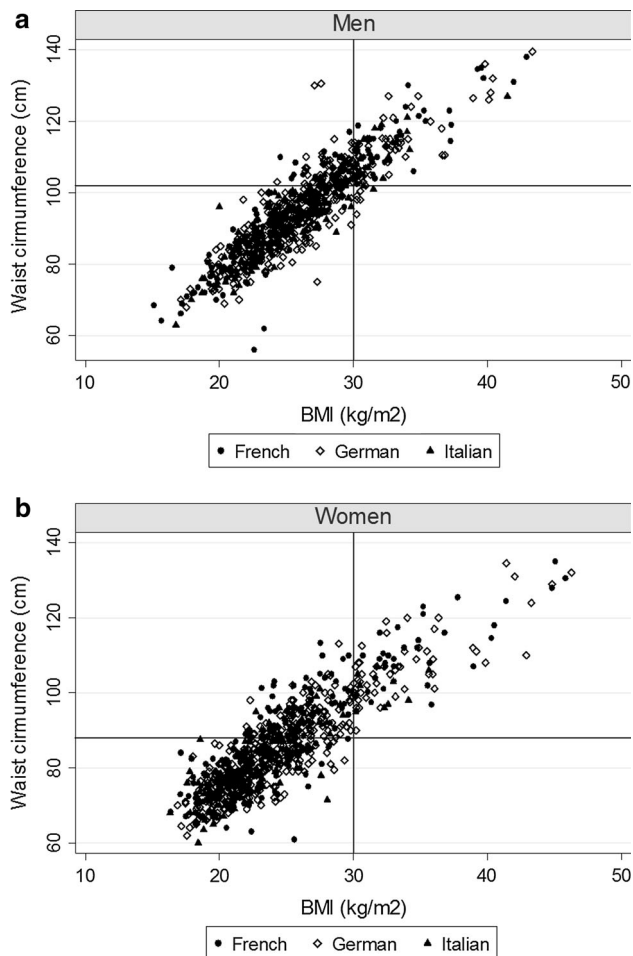 a
Men
Waist cirmumference (cm)
140
120
100
80
60
10 20 30 40 50
BMI (kg/m2)
French German Italian
b
Women
Waist cirmumference (cm)
140
120
100
80
60
10 20 30 40 50
BMI (kg/m2)
French German Italian